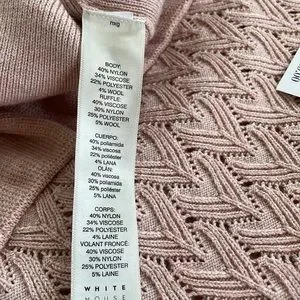 BODY:
40% NYLON
34% VISCOSE
22% POLYESTER
4% WOOL
RUFFLE:
40% VISCOSE
30% NYLON
25% POLYESTER
5% WOOL
CUERPO:
40% poliamida
34% viscosa
22% poliéster
4% LANA
OLÁN:
40% viscosa
30% poliamida
25% poliéster
5% LANA
CORPS:
40% NYLON
34% VISCOSE
22% POLYESTER
4% LAINE
VOLANT FRONCÉ:
40% VISCOSE
30% NYLON
25% POLYESTER
5% LAINE
WHITE
HOUSE